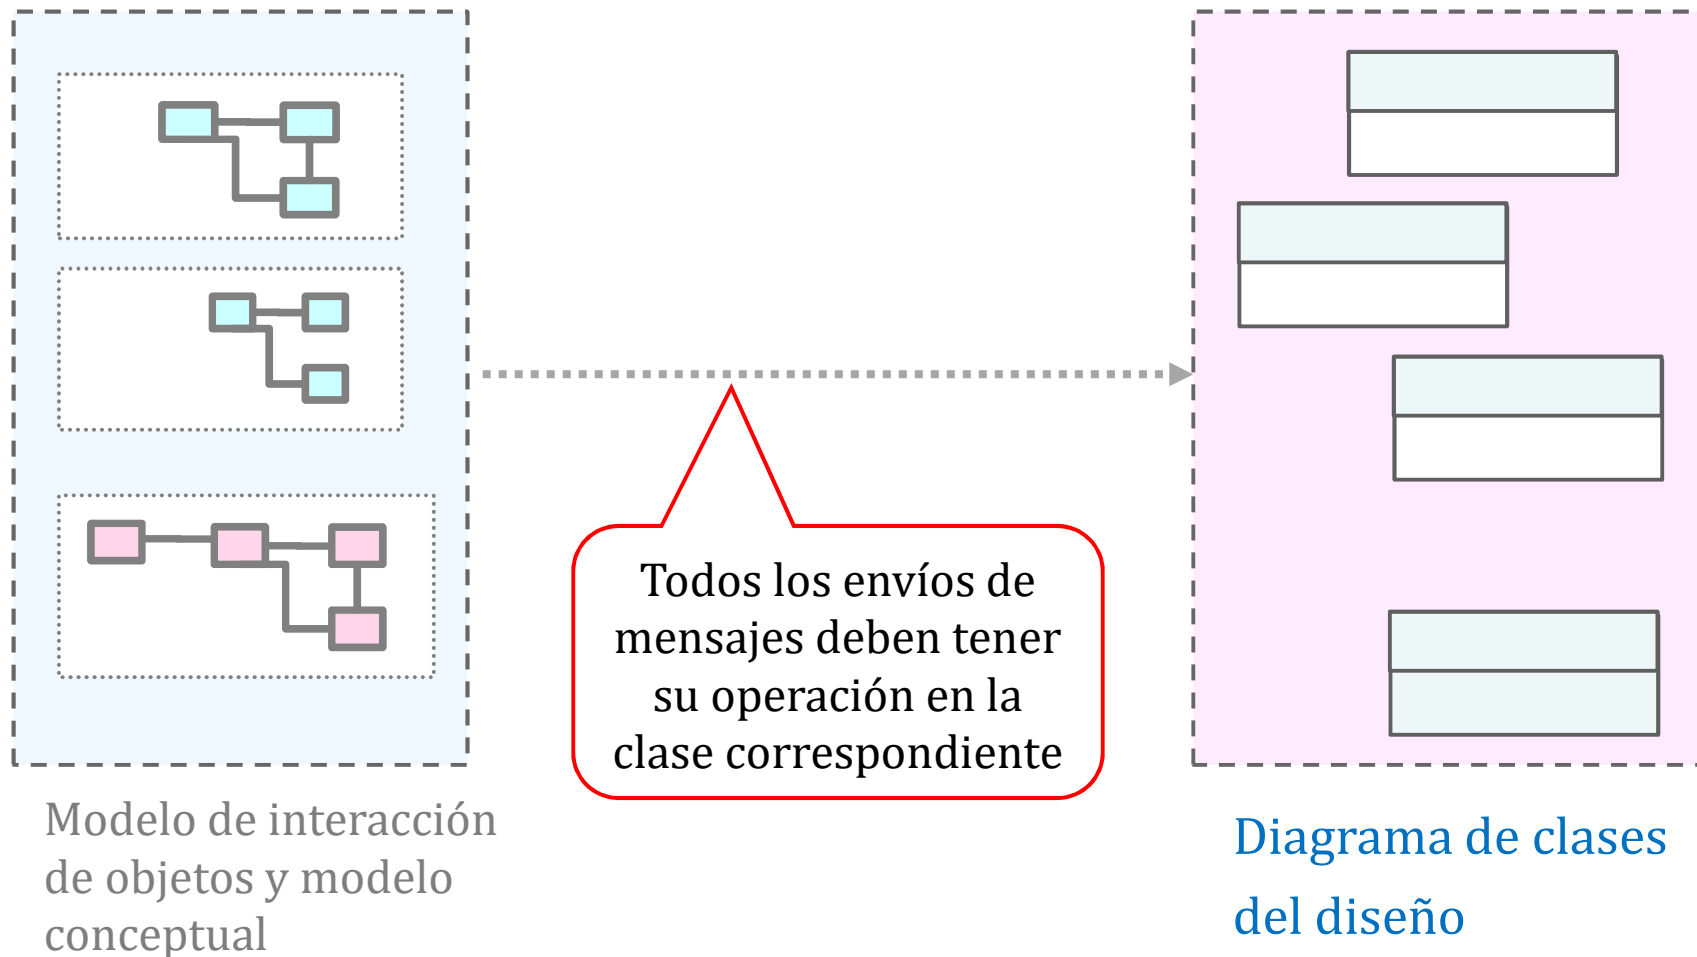 Todos los envíos de
mensajes deben tener
su operación en la
clase correspondiente
Modelo de interacción
de objetos y modelo
conceptual
Diagrama de clases
del diseño